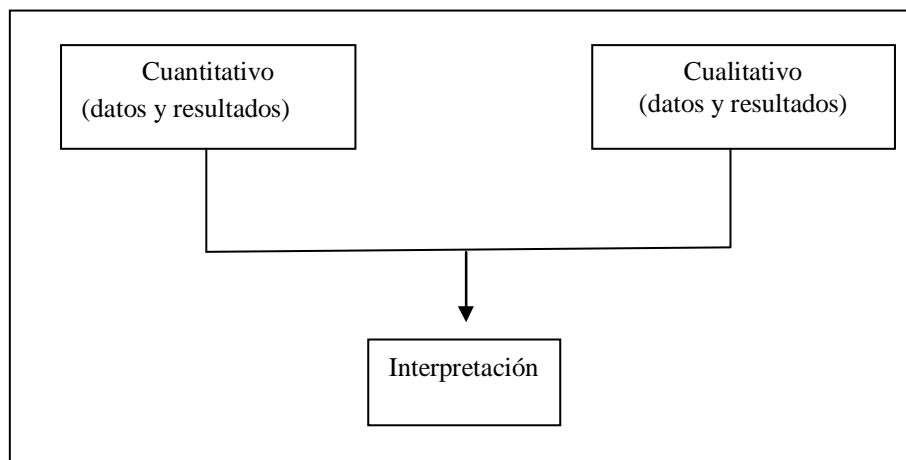 Cuantitativo
(datos y resultados)
Cualitativo
(datos y resultados)
Interpretación